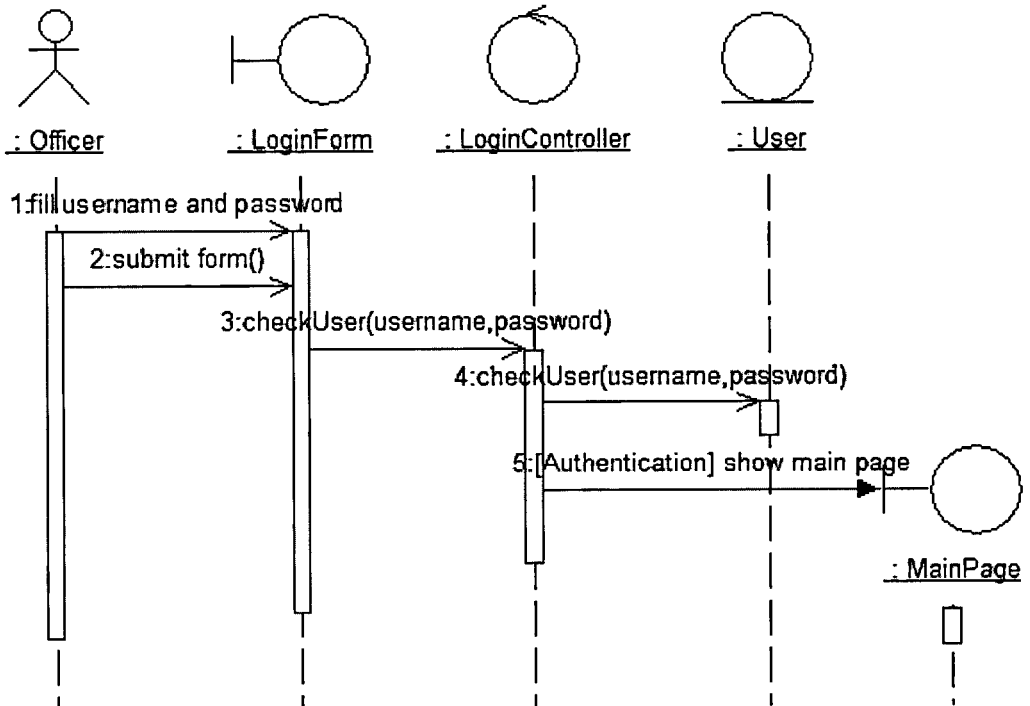 : Officer
: LoginForm
: LoginController
: User
1:fill username and password
2:submit form()
3:checkUser(username,password)
4:checkUser(username,password)
5:[Authentication] show main page
: MainPage